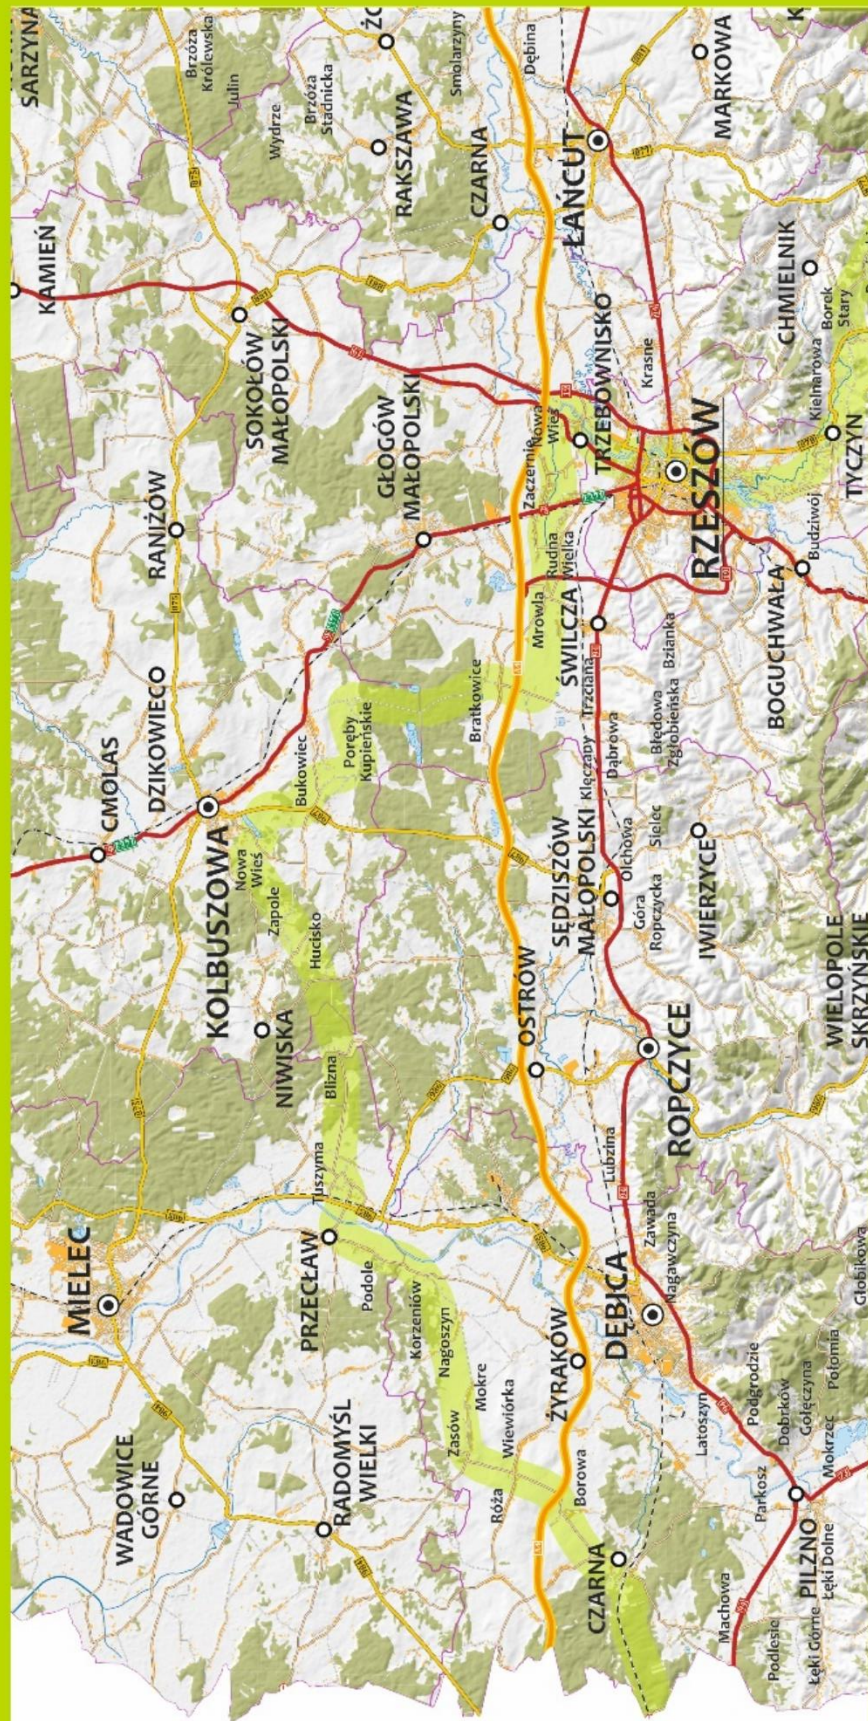 SARZYNA
KAMIEŃ
Brzóza
Królewska
Julin
Wydrze
Brzóza
Stadnicka
RAKSZAWA
Smolarzyny
Dębina
CZARNA
ŁAŃCUT
MARKOWA
SOKOŁÓW
MAŁOPOLSKI
RANIŻÓW
GŁOGÓW
MAŁOPOLSKI
Zaczernie
Nowa
Wieś
TRZEBOWNISKO
Krasne
CHMIELNIK
Borek
Stary
Kielnarowa
TYCZYN
RZESZÓW
Budziwój
BOGUCHWAŁA
Rudna
Wielka
Mrowla
ŚWILCZA
Bzianka
Błędowa
Zgłobieńska
Trzciana
Dąbrowa
Klęczany
Bratkowice
Poręby
Kupieńskie
Bukowiec
DZIKOWIEC
CMOLAS
KOLBUSZOWA
Nowa
Wieś
Zapole
Hucisko
NIWISKA
Blizna
SĘDZISZÓW
MAŁOPOLSKI
Olchowa
Sielec
Góra
Ropczycka
IWIERZYCE
WIELOPOLE
SKRZYŃSKIE
OSTRÓW
ROPCZYCE
Lubzina
Zawada
Nagawczyna
DĘBICA
Tuszyma
MIELEC
PRZECŁAW
Podole
Korzeniów
Nagoszyn
Mokre
Zasów
Wiewiórka
Róża
ŻYRAKÓW
Borowa
CZARNA
WADOWICE
GÓRNE
RADOMYŚL
WIELKI
Latoszyn
Podgrodzie
Dobrków
Gołęczyna
Połomia
Głobikowa
Mokrzec
Parkosz
PILZNO
Łęki Dolne
Łęki Górne
Machowa
Podlesie